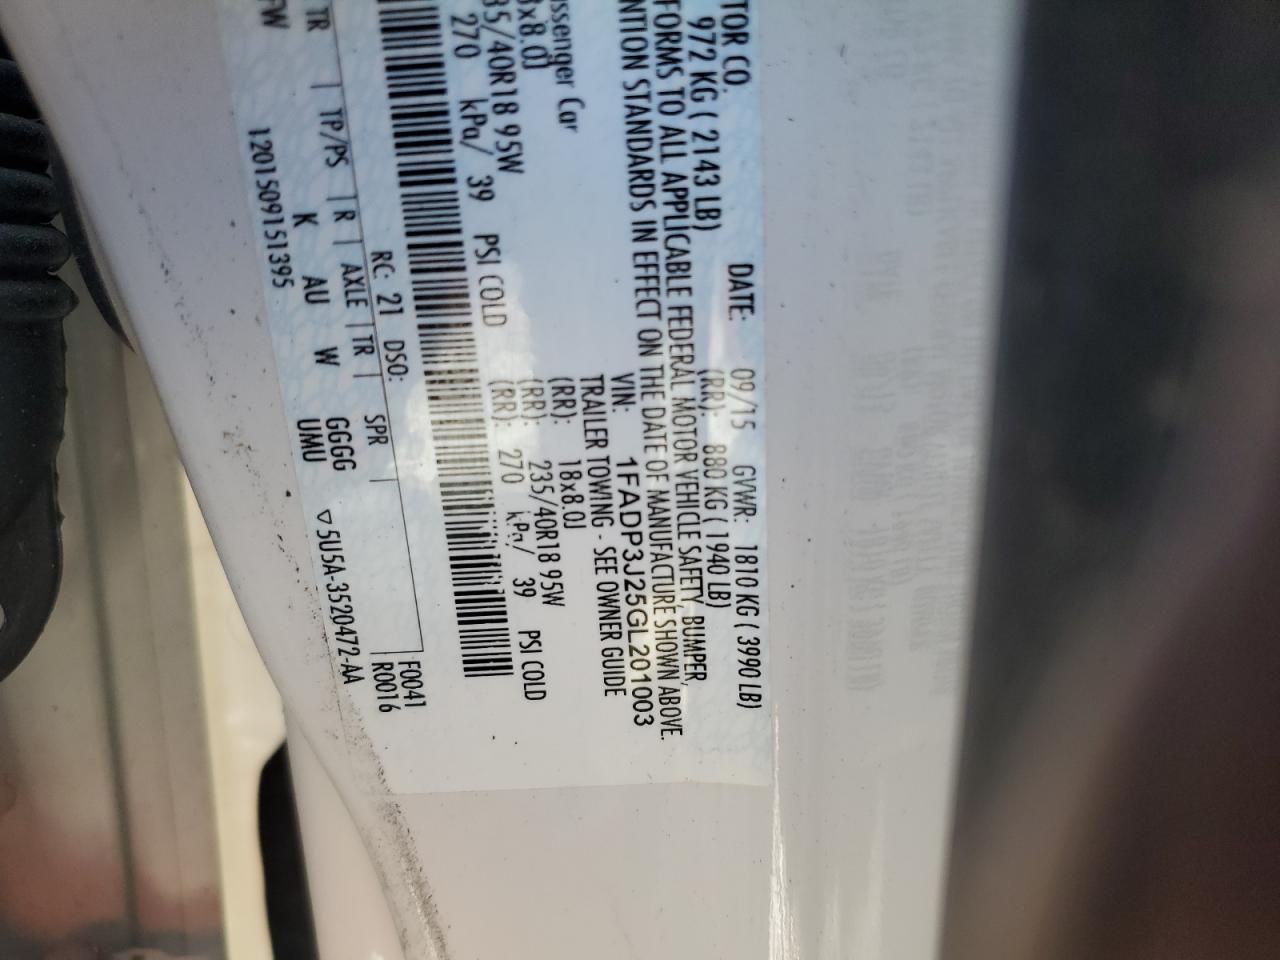 TOR CO.
DATE: 09/15 GVWR: 1810 KG ( 3990 LB)
972 KG ( 2143 LB) (RR): 880 KG ( 1940 LB)
FORMS TO ALL APPLICABLE FEDERAL MOTOR VEHICLE SAFETY, BUMPER,
NTION STANDARDS IN EFFECT ON THE DATE OF MANUFACTURE SHOWN ABOVE.
VIN: 1FADP3J25GL201003
ssenger Car TRAILER TOWING - SEE OWNER GUIDE
8x8.0J (RR): 18x8.0J
35/40R18 95W (RR): 235/40R18 95W
270 kPa/ 39 PSI COLD (RR): 270 kPa/ 39 PSI COLD
F0041
RC: 21 DSO: R0016
TR TP/PS R AXLE TR SPR
K AU W GGGG
FW UMU ▽5U5A-3520472-AA
1201509151395